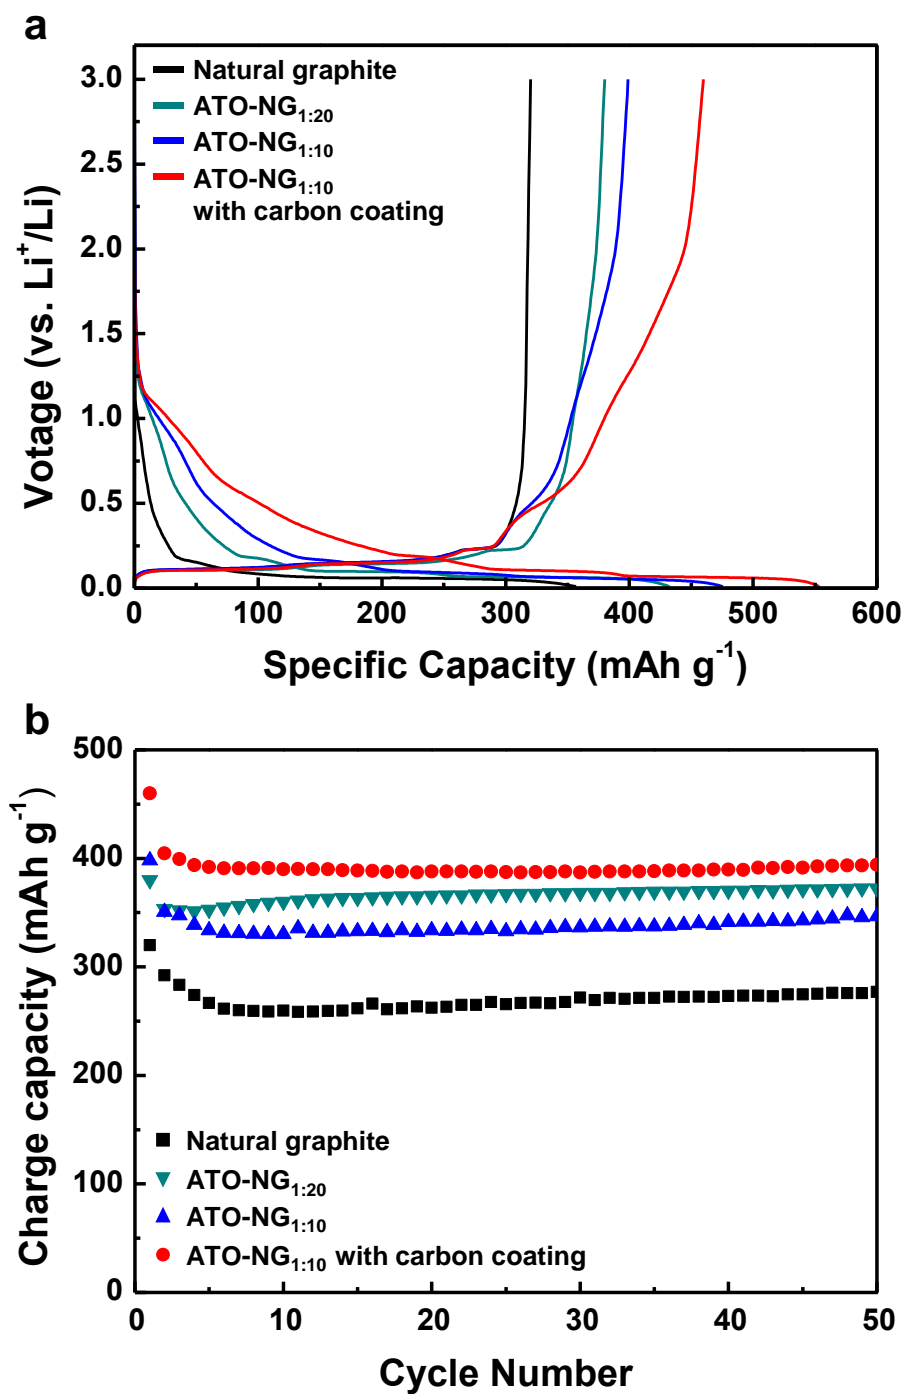 a
3.0
2.5
2.0
1.5
1.0
0.5
0.0
Votage (vs. Li⁺/Li)
Natural graphite
ATO-NG₁:₂₀
ATO-NG₁:₁₀
ATO-NG₁:₁₀
with carbon coating
0 100 200 300 400 500 600
Specific Capacity (mAh g⁻¹)
b
500
400
300
200
100
0
Charge capacity (mAh g⁻¹)
Natural graphite
ATO-NG₁:₂₀
ATO-NG₁:₁₀
ATO-NG₁:₁₀ with carbon coating
0 10 20 30 40 50
Cycle Number